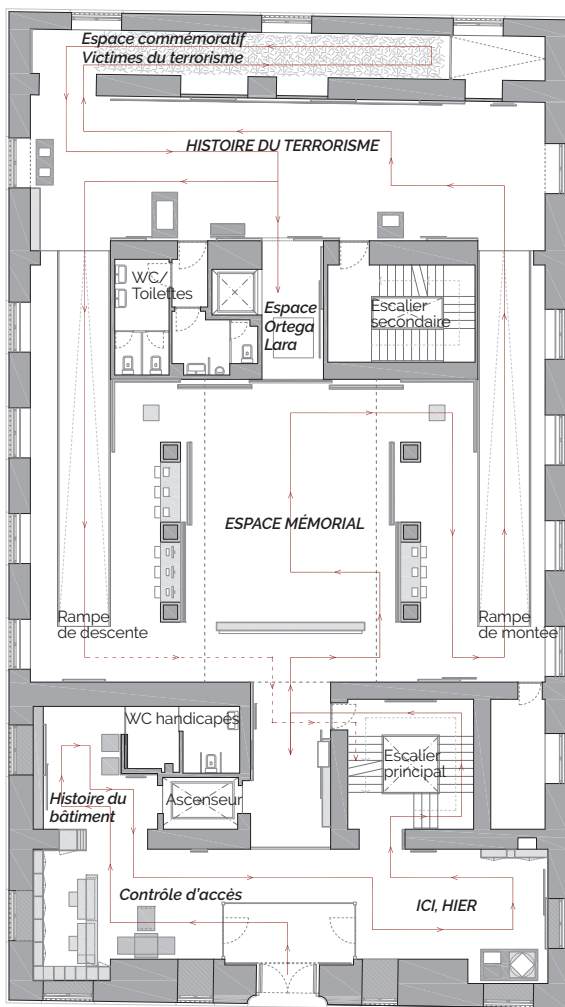 Espace commémoratif
Victimes du terrorisme
HISTOIRE DU TERRORISME
WC/
Toilettes
Espace
Ortega
Lara
Escalier
secondaire
ESPACE MÉMORIAL
Rampe
de descente
Rampe
de montée
WC handicapés
Escalier
principal
Histoire du
bâtiment
Asconseur
Contrôle d'accès
ICI, HIER